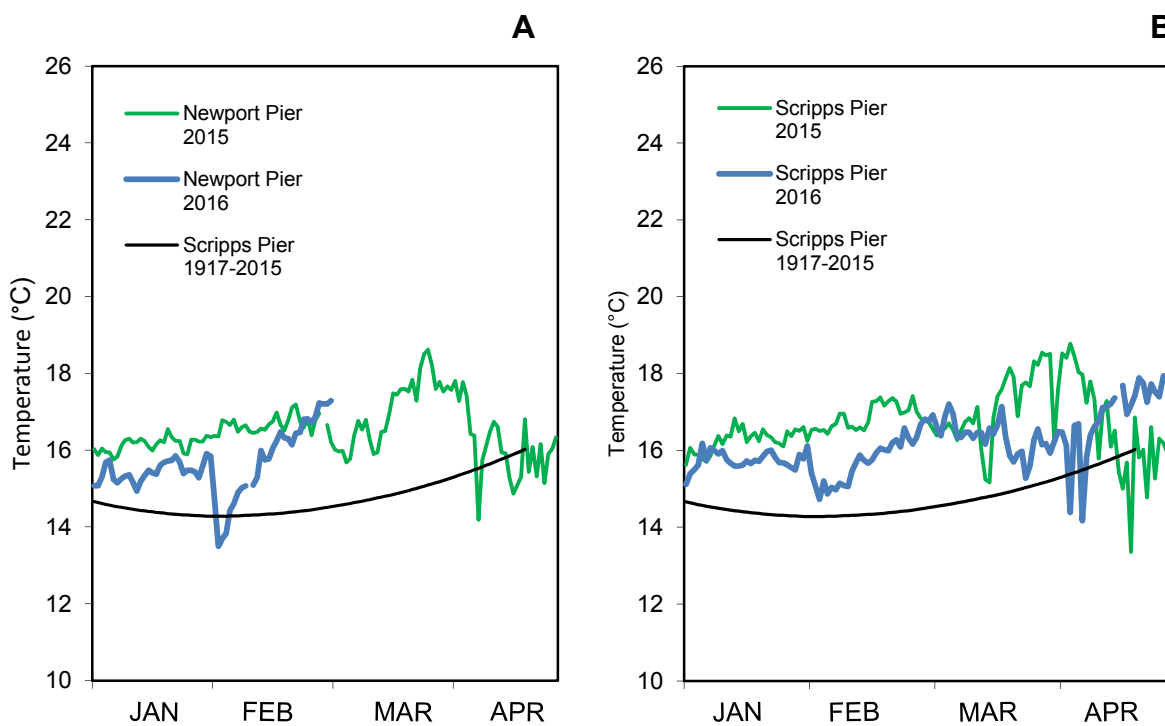 A
26
24
22
20
18
16
14
12
10
Temperature (°C)
Newport Pier
2015
Newport Pier
2016
Scripps Pier
1917-2015
JAN FEB MAR APR
B
26
24
22
20
18
16
14
12
10
Temperature (°C)
Scripps Pier
2015
Scripps Pier
2016
Scripps Pier
1917-2015
JAN FEB MAR APR